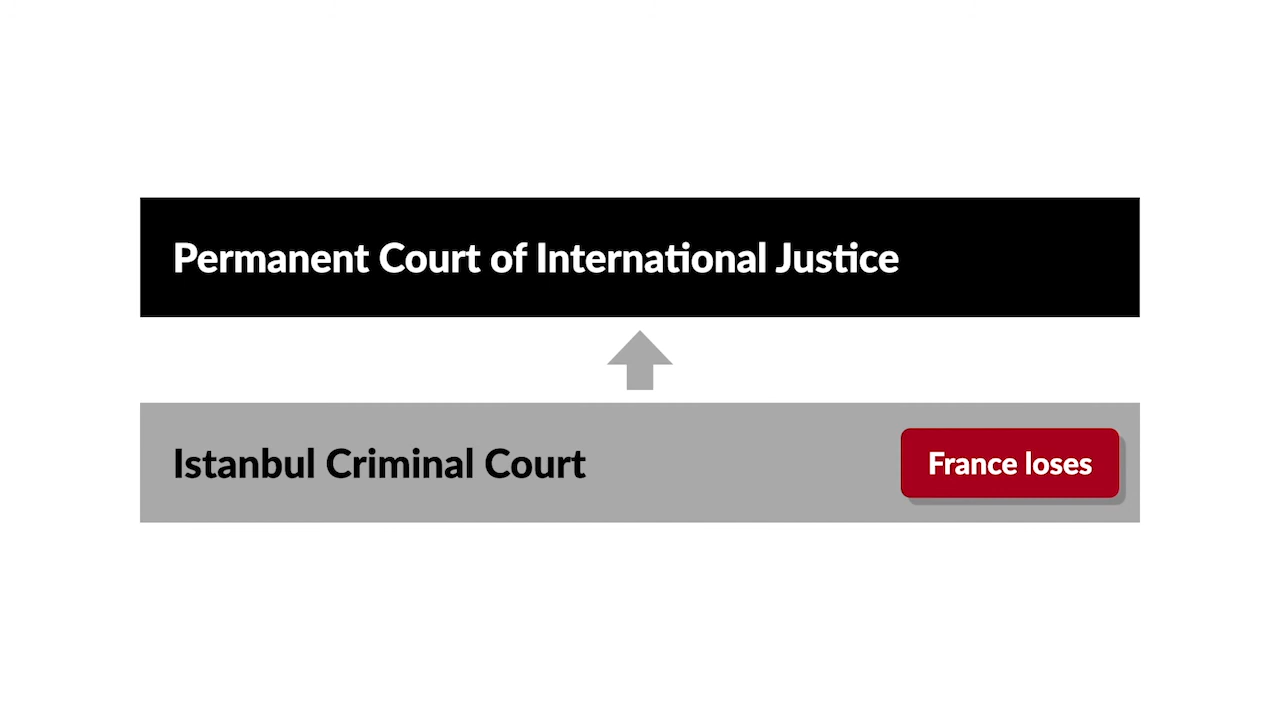 Permanent Court of International Justice
Istanbul Criminal Court
France loses